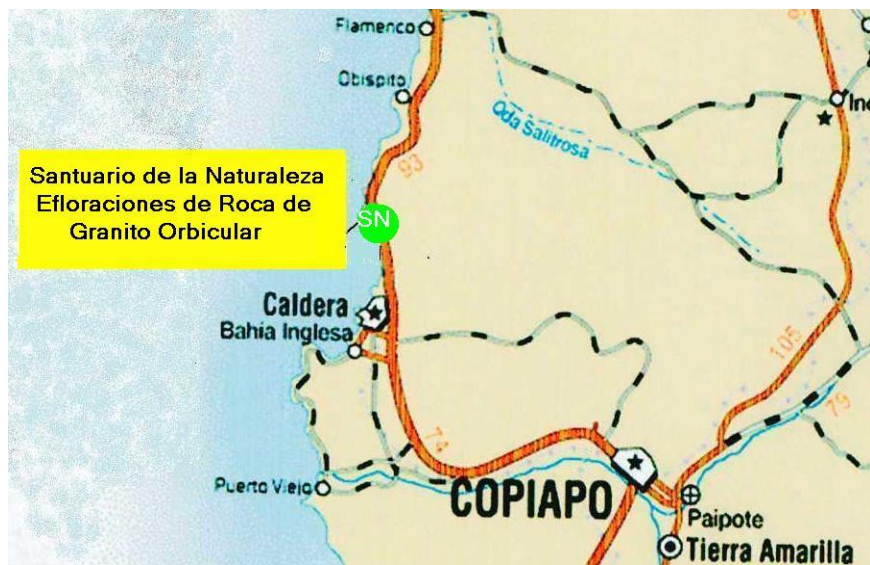 Flamenco
Obispito
Qda Salitrosa
93
Santuario de la Naturaleza
Efloraciones de Roca de
Granito Orbicular
SN
Caldera
Bahia Inglesa
105
79
74
Puerto Viejo
COPIAPO
Paipote
Tierra Amarilla